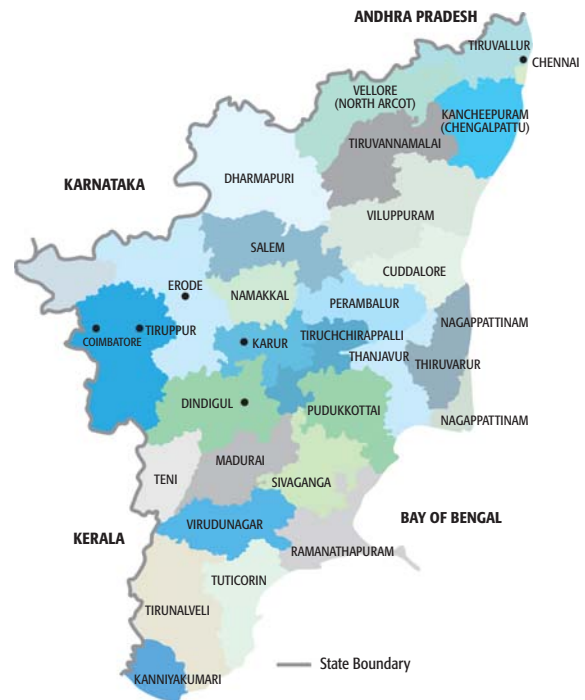 ANDHRA PRADESH
TIRUVALLUR
CHENNAI
VELLORE
(NORTH ARCOT)
KANCHEEPURAM
(CHENGALPATTU)
TIRUVANNAMALAI
DHARMAPURI
KARNATAKA
VILUPPURAM
SALEM
CUDDALORE
ERODE
NAMAKKAL
PERAMBALUR
NAGAPPATTINAM
TIRUPPUR
COIMBATORE
KARUR
TIRUCHCHIRAPPALLI
THANJAVUR
THIRUVARUR
DINDIGUL
PUDUKKOTTAI
NAGAPPATTINAM
MADURAI
TENI
SIVAGANGA
VIRUDUNAGAR
BAY OF BENGAL
KERALA
RAMANATHAPURAM
TUTICORIN
TIRUNALVELI
KANNIYAKUMARI
State Boundary